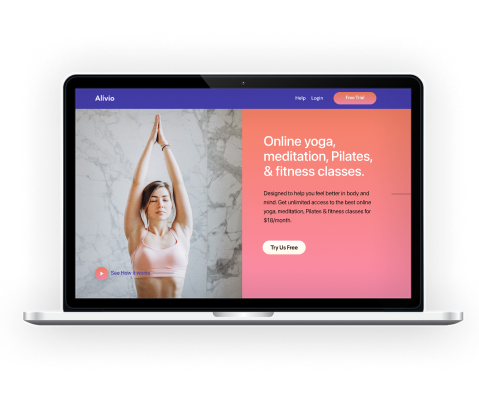 Alivio
Help Login Free Trial
Online yoga,
meditation, Pilates,
& fitness classes.
Designed to help you feel better in body and
mind. Get unlimited access to the best online
yoga, meditation, Pilates & fitness classes for
$18/month.
Try Us Free
See How it works